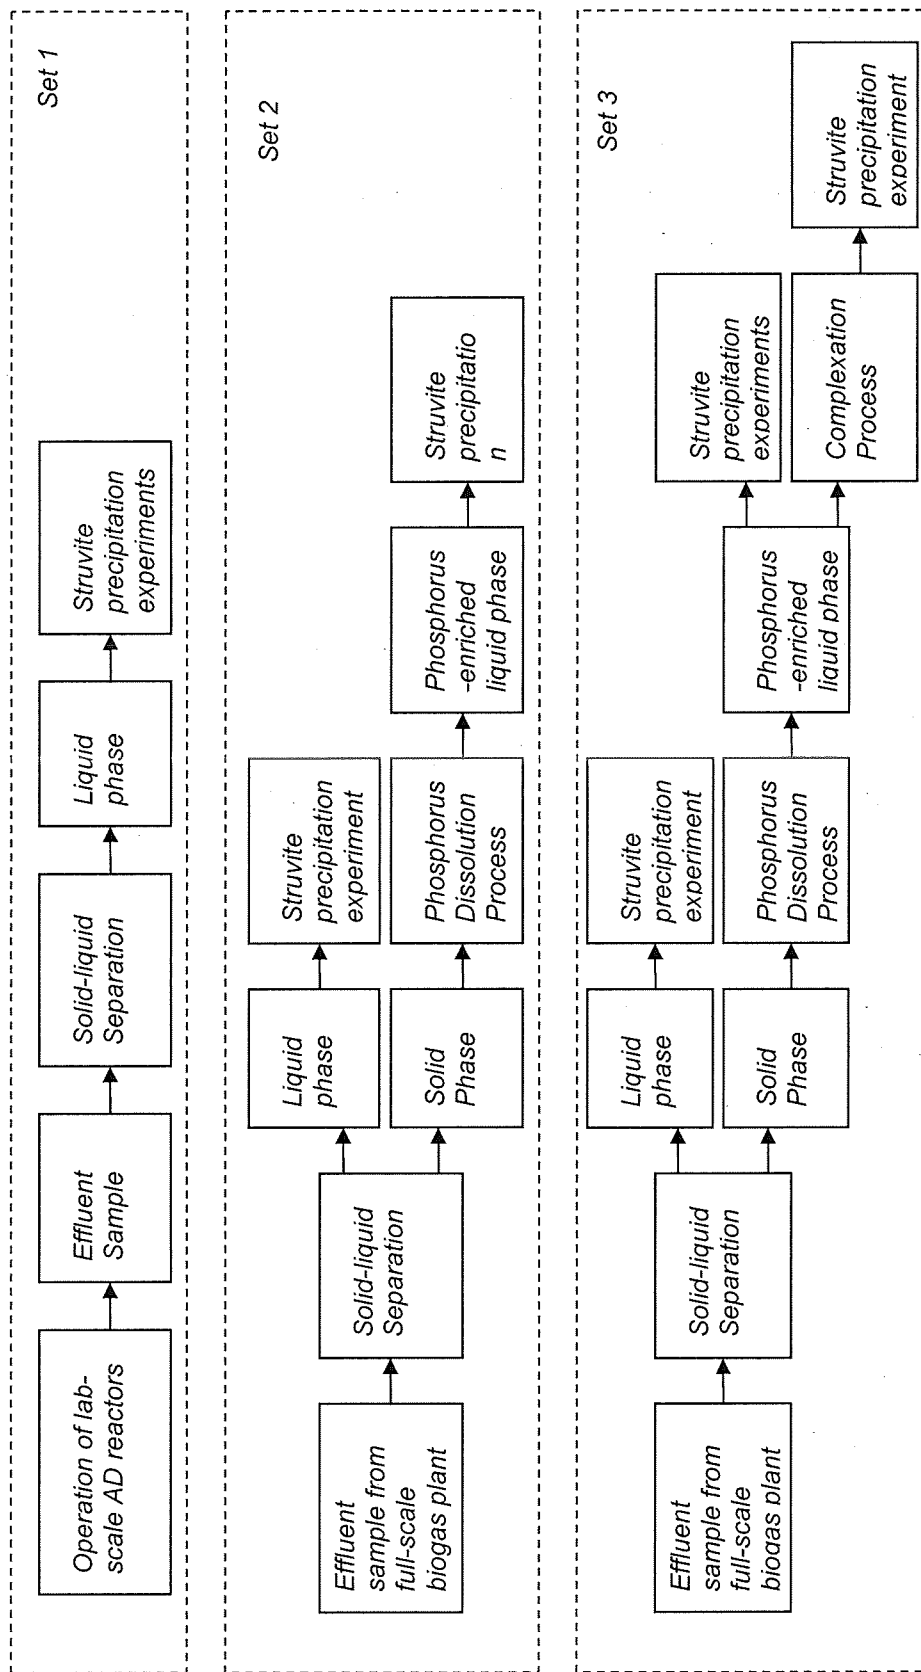 Set 1
Operation of lab-
scale AD reactors
Effluent
Sample
Solid-liquid
Separation
Liquid
phase
Struvite
precipitation
experiments
Set 2
Effluent
sample from
full-scale
biogas plant
Solid-liquid
Separation
Liquid
phase
Struvite
precipitation
experiment
Solid
Phase
Phosphorus
Dissolution
Process
Phosphorus
-enriched
liquid phase
Struvite
precipitatio
n
Set 3
Effluent
sample from
full-scale
biogas plant
Solid-liquid
Separation
Liquid
phase
Struvite
precipitation
experiment
Solid
Phase
Phosphorus
Dissolution
Process
Phosphorus
-enriched
liquid phase
Struvite
precipitation
experiments
Complexation
Process
Struvite
precipitation
experiment